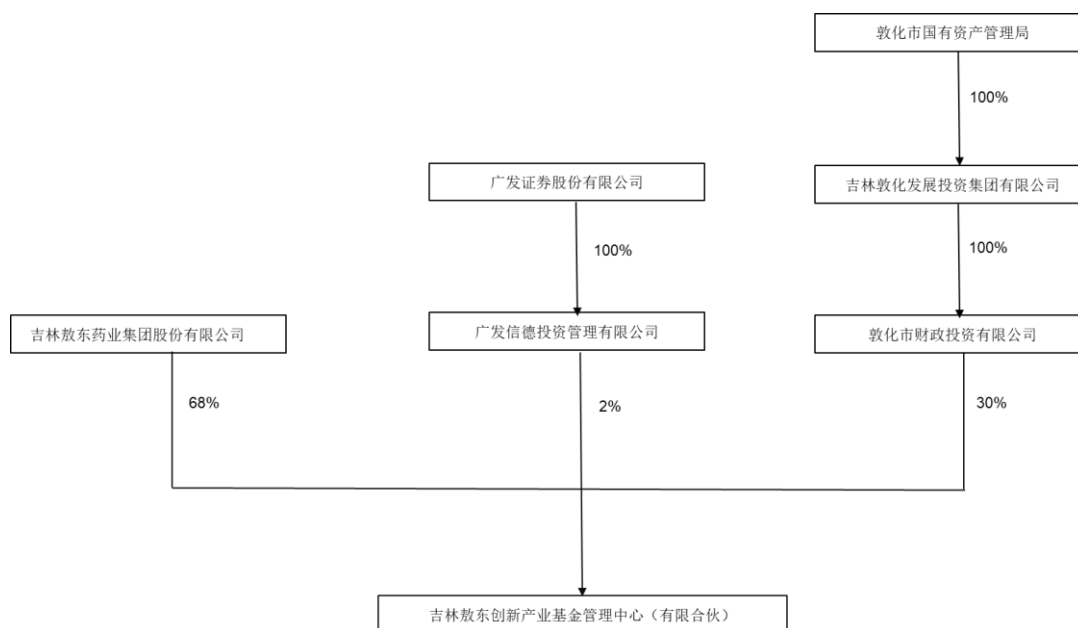 敦化市国有资产管理局
100%
广发证券股份有限公司
吉林敦化发展投资集团有限公司
100%
100%
吉林敖东药业集团股份有限公司
广发信德投资管理有限公司
敦化市财政投资有限公司
68%
2%
30%
吉林敖东创新产业基金管理中心（有限合伙）